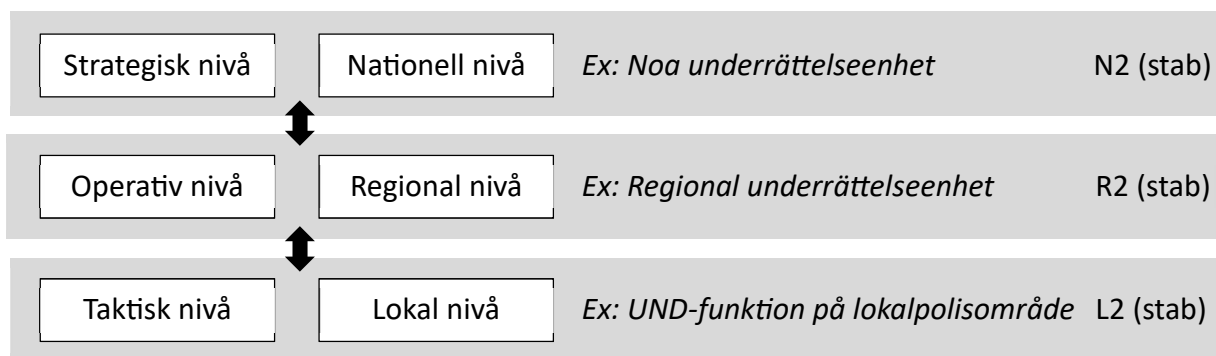 Strategisk nivå Nationell nivå Ex: Noa underrättelseenhet N2 (stab)
Operativ nivå Regional nivå Ex: Regional underrättelseenhet R2 (stab)
Taktisk nivå Lokal nivå Ex: UND-funktion på lokalpolisområde L2 (stab)